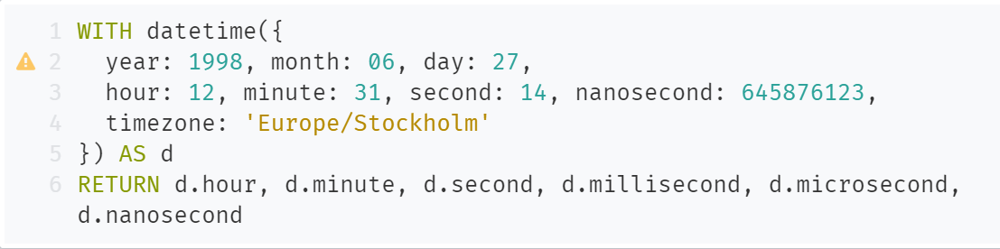 1 WITH datetime({
2 year: 1998, month: 06, day: 27,
3 hour: 12, minute: 31, second: 14, nanosecond: 645876123,
4 timezone: 'Europe/Stockholm'
5 }) AS d
6 RETURN d.hour, d.minute, d.second, d.millisecond, d.microsecond,
d.nanosecond